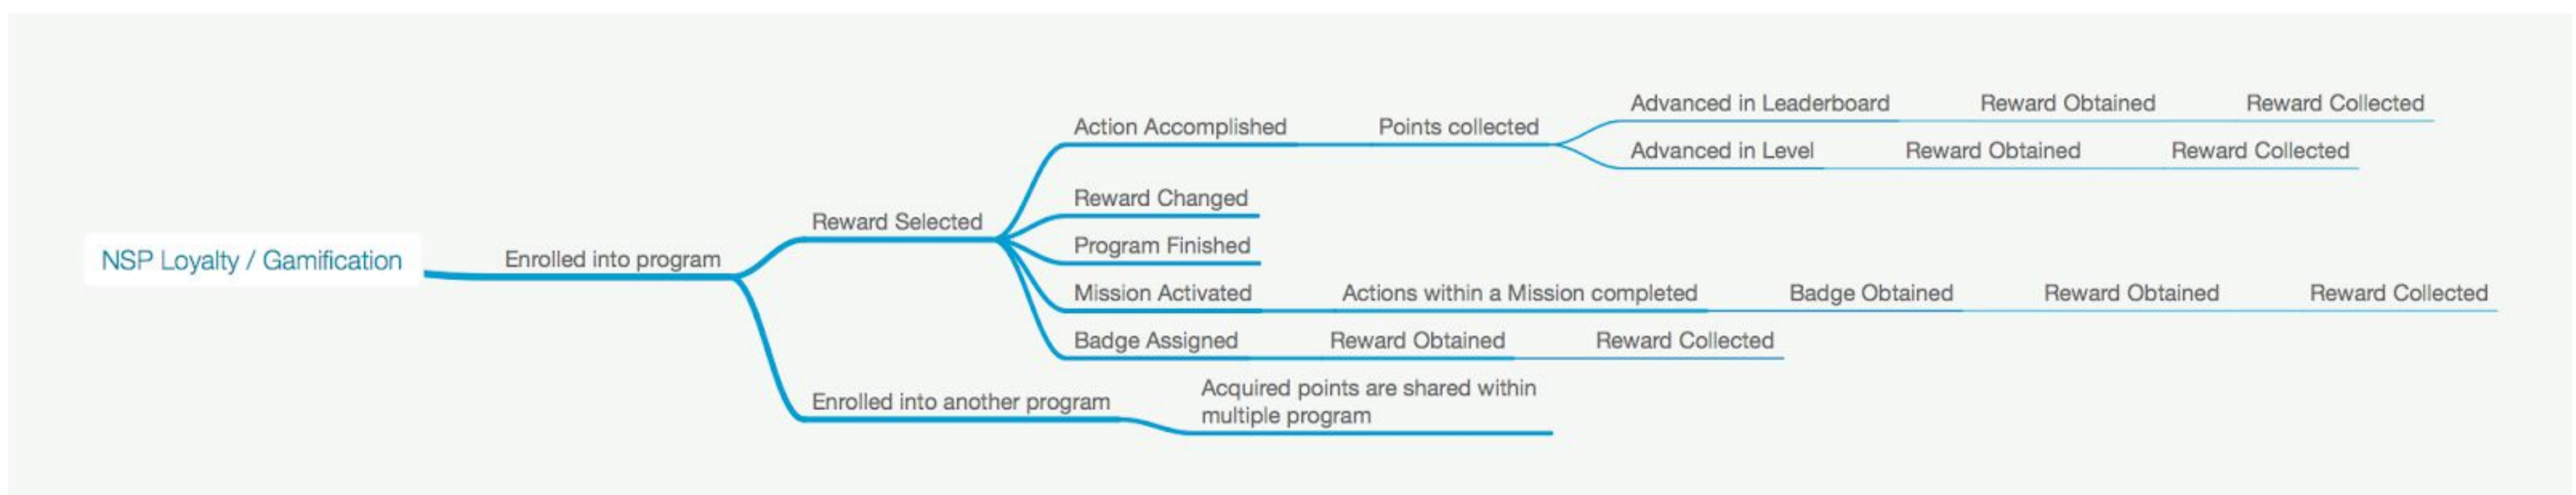 NSP Loyalty / Gamification
Enrolled into program
Reward Selected
Action Accomplished
Points collected
Advanced in Leaderboard
Reward Obtained
Reward Collected
Advanced in Level
Reward Obtained
Reward Collected
Reward Changed
Program Finished
Mission Activated
Actions within a Mission completed
Badge Obtained
Reward Obtained
Reward Collected
Badge Assigned
Reward Obtained
Reward Collected
Enrolled into another program
Acquired points are shared within
multiple program